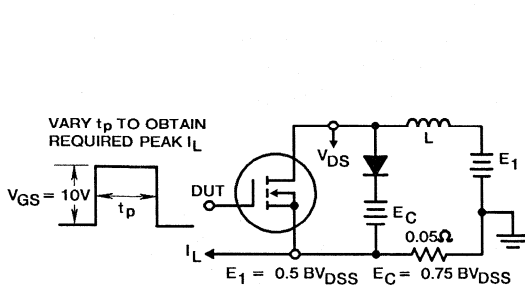 VARY tp TO OBTAIN
REQUIRED PEAK IL
VGS = 10V
tp
DUT
VDS
L
E1
EC
0.05Ω
IL
E1 = 0.5 BVDSS EC = 0.75 BVDSS